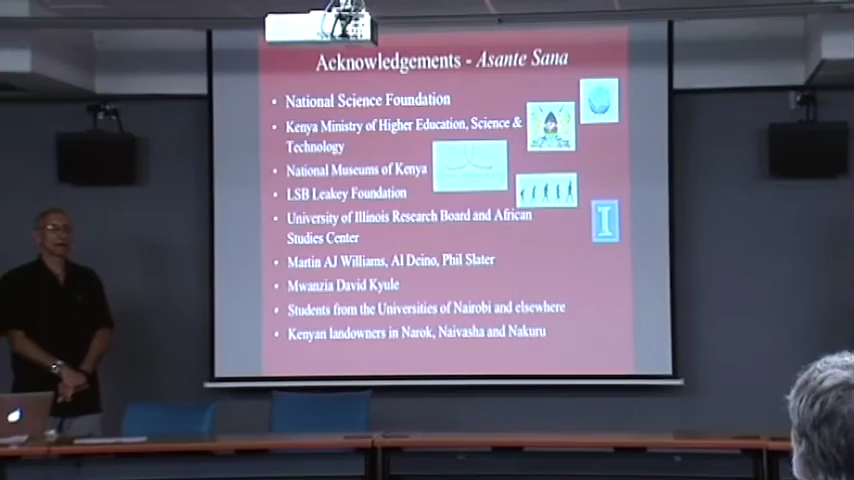 Acknowledgements - Asante Sana
• National Science Foundation
• Kenya Ministry of Higher Education, Science &
Technology
• National Museums of Kenya
• LSB Leakey Foundation
• University of Illinois Research Board and African
Studies Center
• Martin AJ Williams, Al Deino, Phil Slater
• Mwanzia David Kyule
• Students from the Universities of Nairobi and elsewhere
• Kenyan landowners in Narok, Naivasha and Nakuru
I